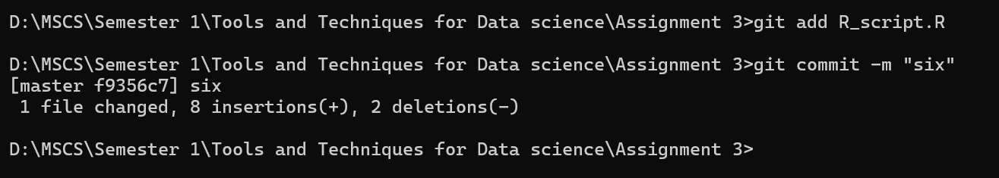 D:\MSCS\Semester 1\Tools and Techniques for Data science\Assignment 3>git add R_script.R
D:\MSCS\Semester 1\Tools and Techniques for Data science\Assignment 3>git commit -m "six"
[master f9356c7] six
 1 file changed, 8 insertions(+), 2 deletions(-)
D:\MSCS\Semester 1\Tools and Techniques for Data science\Assignment 3>